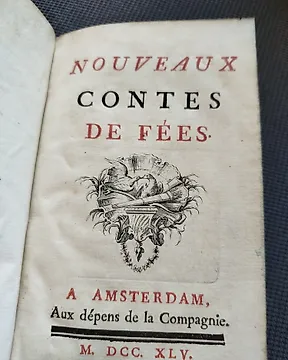 NOUVEAUX
CONTES
DE FÉES.
A AMSTERDAM,
Aux dépens de la Compagnie.
M. DCC. XLV.